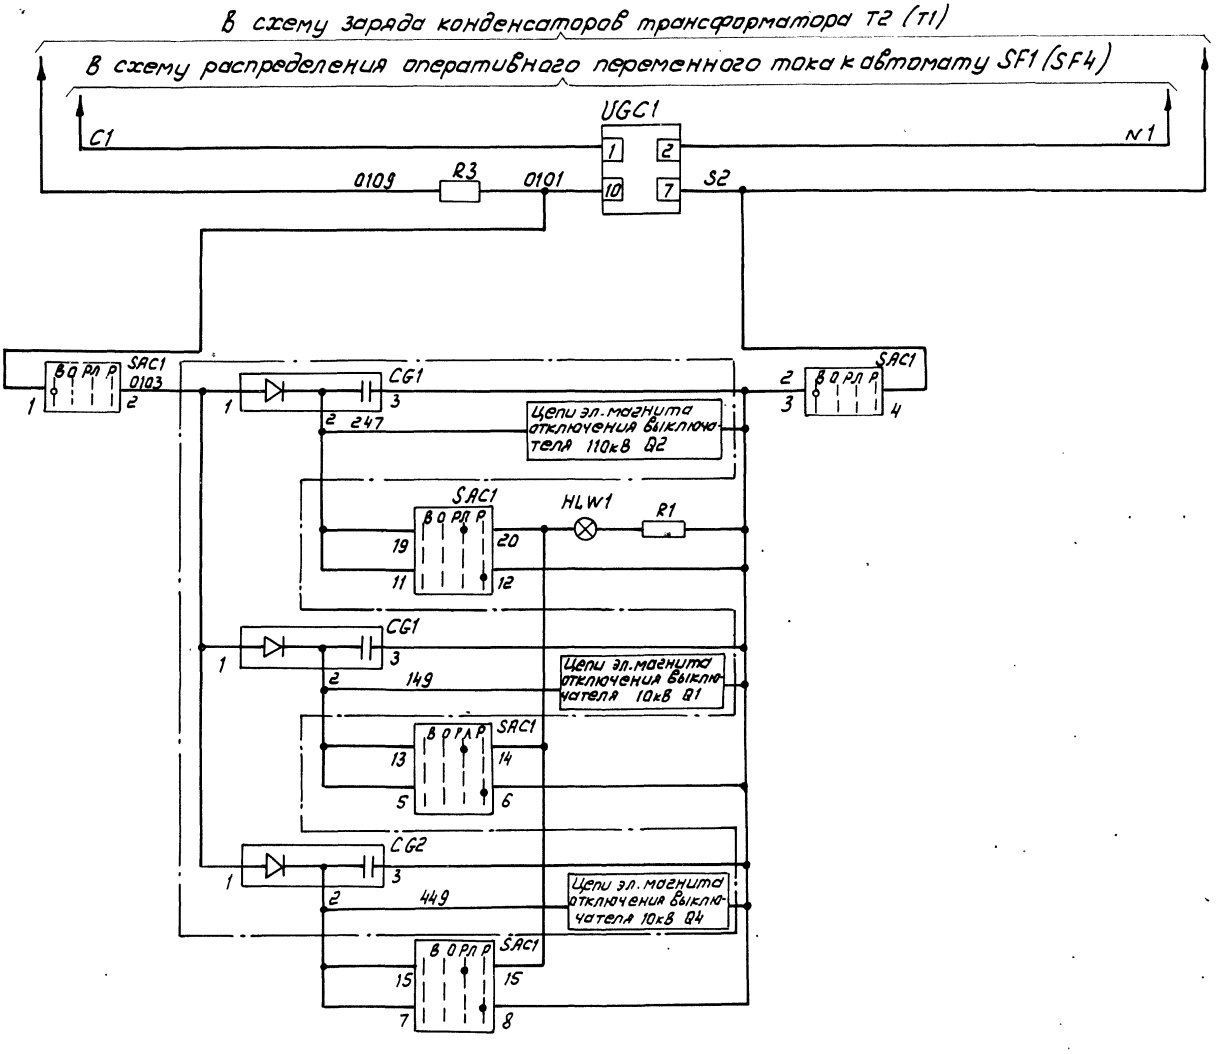 В схему заряда конденсаторов трансформатора Т2 (Т1)
В схему распределения оперативного переменного тока к автомату SF1 (SF4)
UGC1
C1
1
2
N1
0109
R3
0101
10
7
S2
SAC1
В О РЛ Р
0103
1
2
CG1
1
3
2
247
Цепи эл. магнита
отключения выключа-
теля 110кВ Q2
SAC1
2
В О РЛ Р
3
4
SAC1
В О РЛ Р
19
20
11
12
HLW1
R1
CG1
1
3
2
149
Цепи эл. магнита
отключения выклю-
чателя 10кВ Q1
SAC1
В О РЛ Р
13
14
5
6
CG2
1
3
2
449
Цепи эл. магнита
отключения выклю-
чателя 10кВ Q4
SAC1
В О РЛ Р
15
15
7
8